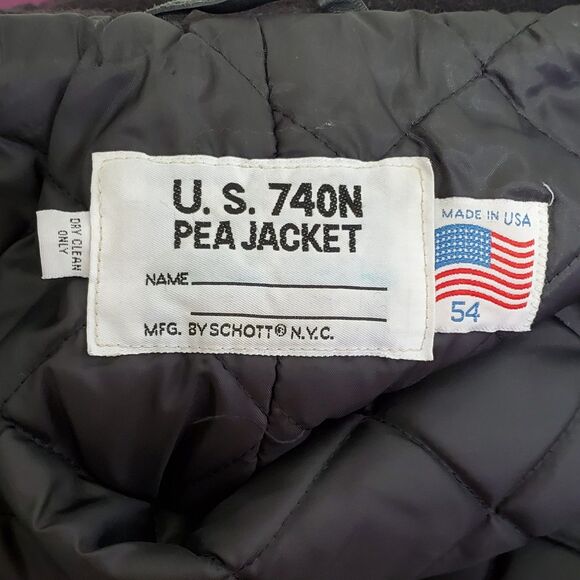 U. S. 740N
PEA JACKET
NAME
MFG. BY SCHOTT® N.Y.C.
DRY CLEAN
ONLY
MADE IN USA
54